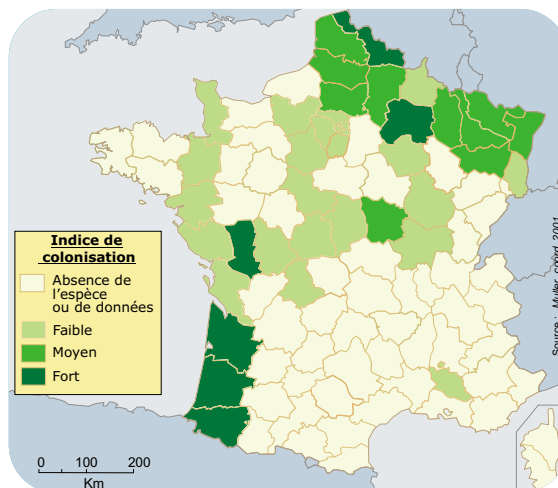 Indice de
colonisation
Absence de
l'espèce
ou de données
Faible
Moyen
Fort
0 100 200
Km
Source : Muller coord, 2001